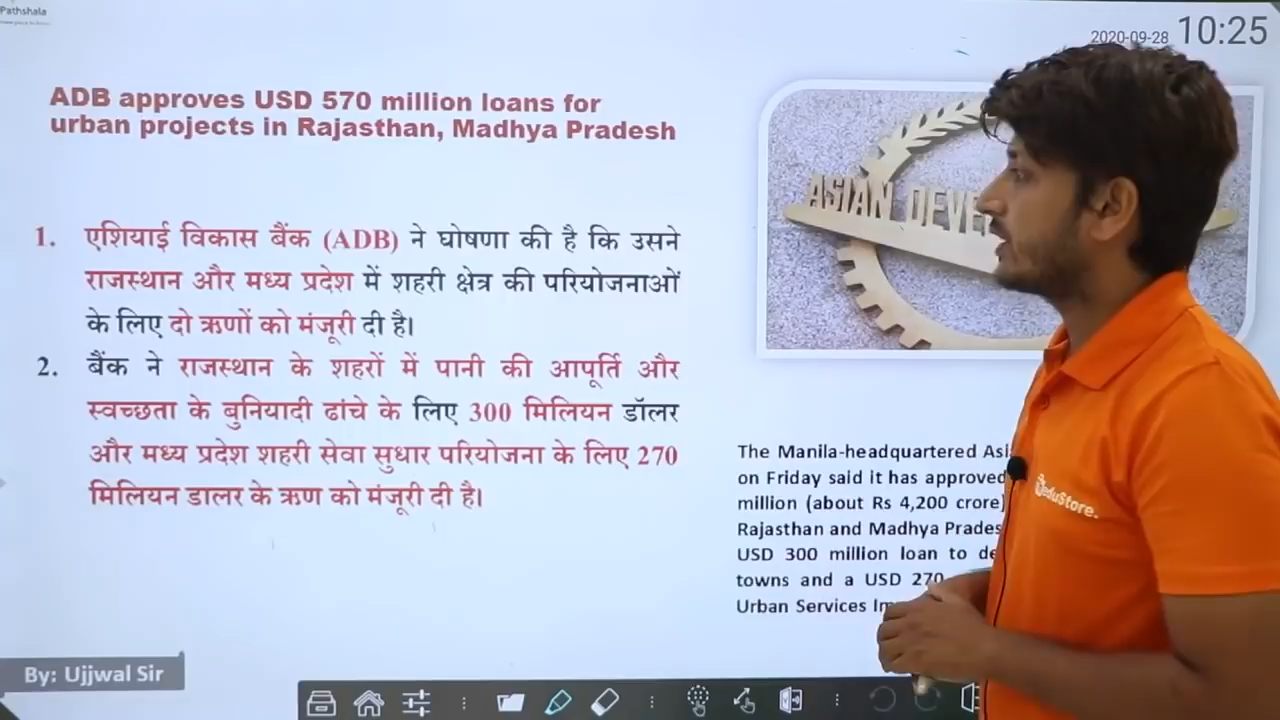 Pathshala
2020-09-28 10:25
ADB approves USD 570 million loans for
urban projects in Rajasthan, Madhya Pradesh
1. एशियाई विकास बैंक (ADB) ने घोषणा की है कि उसने
राजस्थान और मध्य प्रदेश में शहरी क्षेत्र की परियोजनाओं
के लिए दो ऋणों को मंजूरी दी है।
2. बैंक ने राजस्थान के शहरों में पानी की आपूर्ति और
स्वच्छता के बुनियादी ढांचे के लिए 300 मिलियन डॉलर
और मध्य प्रदेश शहरी सेवा सुधार परियोजना के लिए 270
मिलियन डालर के ऋण को मंजूरी दी है।
ASIAN DEVE
The Manila-headquartered Asi
on Friday said it has approved
million (about Rs 4,200 crore)
Rajasthan and Madhya Prades
USD 300 million loan to de
towns and a USD 270
Urban Services Im
eduStore.
By: Ujjwal Sir